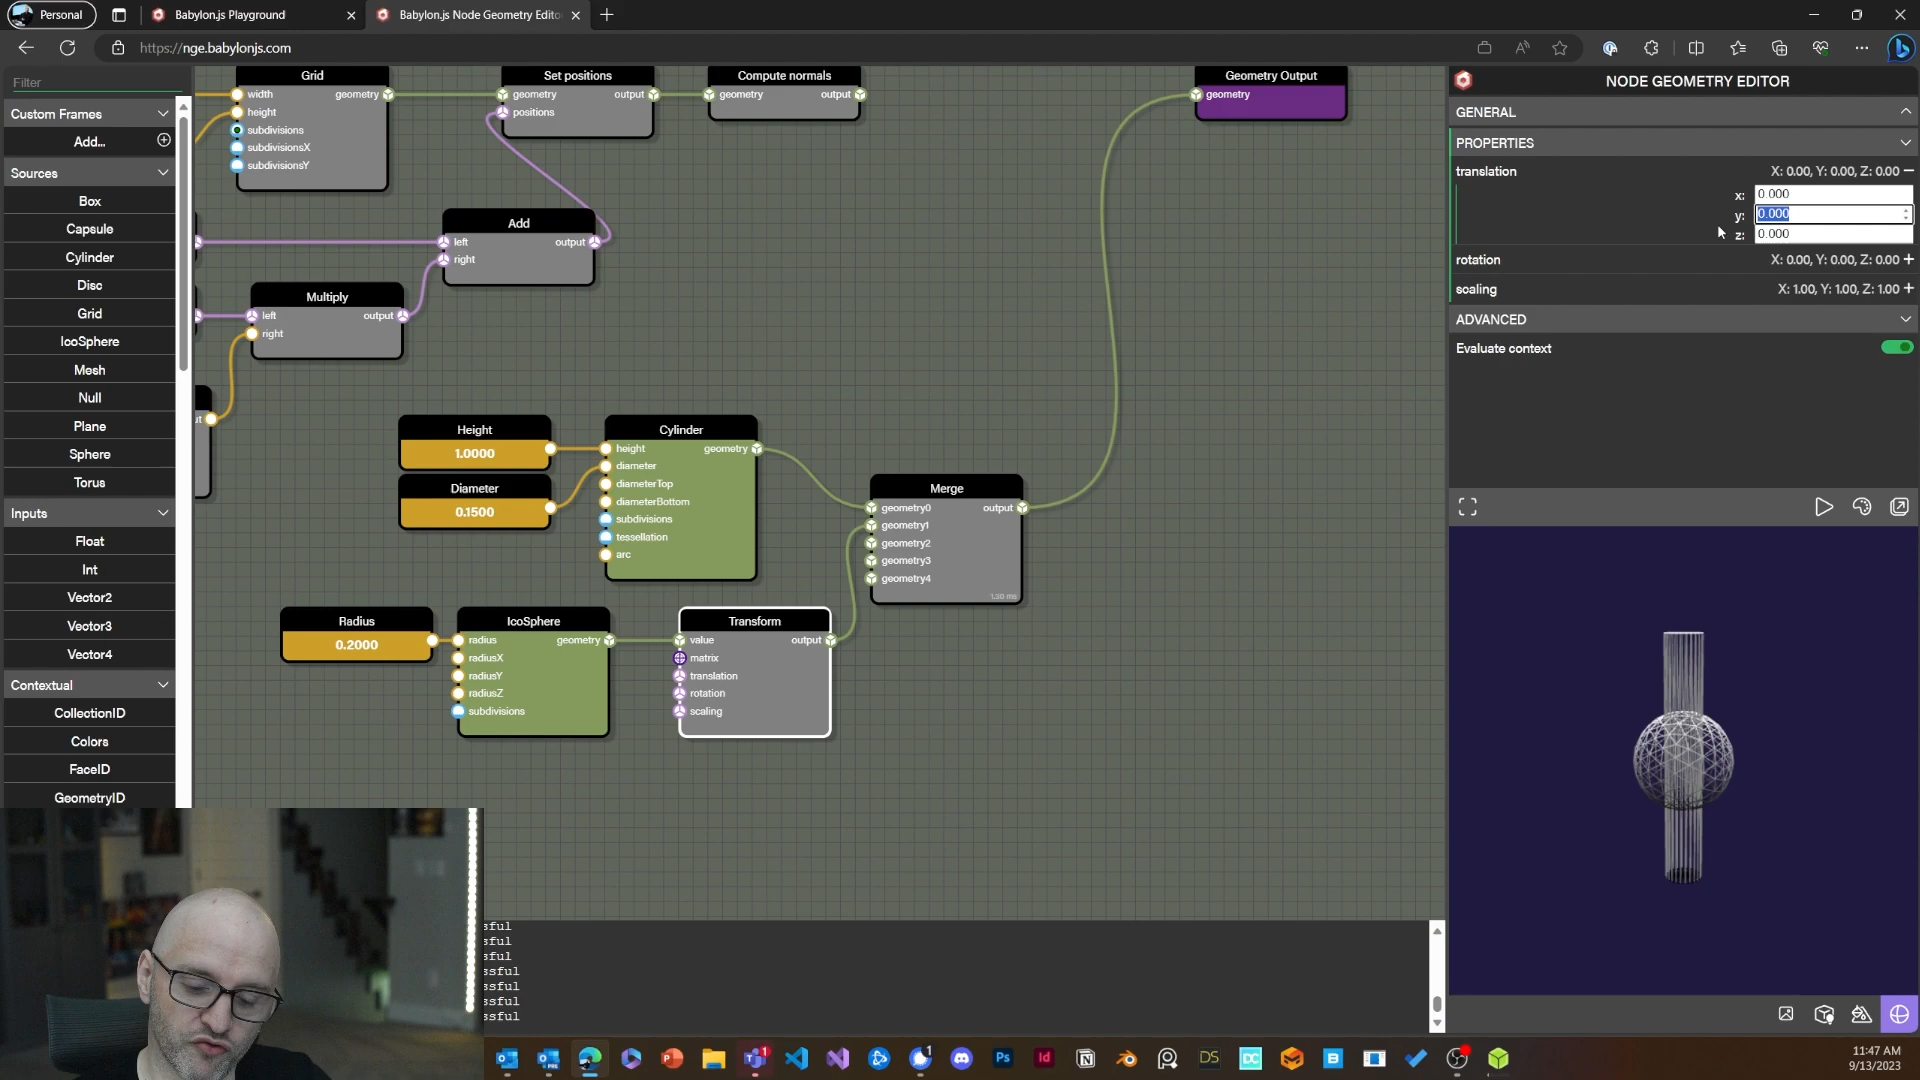 Personal
Babylon.js Playground
Babylon.js Node Geometry Edito
https://nge.babylonjs.com
Filter
Custom Frames
Add...
Sources
Box
Capsule
Cylinder
Disc
Grid
IcoSphere
Mesh
Null
Plane
Sphere
Torus
Inputs
Float
Int
Vector2
Vector3
Vector4
Contextual
CollectionID
Colors
FaceID
GeometryID
Grid
width
geometry
height
subdivisions
subdivisionsX
subdivisionsY
Set positions
geometry
output
positions
Compute normals
geometry
output
Geometry Output
geometry
Add
left
output
right
Multiply
left
output
right
Height
1.0000
Diameter
0.1500
Cylinder
height
geometry
diameter
diameterTop
diameterBottom
subdivisions
tessellation
arc
Merge
geometry0
output
geometry1
geometry2
geometry3
geometry4
1.30 ms
Radius
0.2000
IcoSphere
radius
geometry
radiusX
radiusY
radiusZ
subdivisions
Transform
value
output
matrix
translation
rotation
scaling
NODE GEOMETRY EDITOR
GENERAL
PROPERTIES
translation X: 0.00, Y: 0.00, Z: 0.00
x: 0.000
y: 0.000
z: 0.000
rotation X: 0.00, Y: 0.00, Z: 0.00
scaling X: 1.00, Y: 1.00, Z: 1.00
ADVANCED
Evaluate context
sful
sful
sful
ssful
ssful
ssful
ssful
11:47 AM
9/13/2023